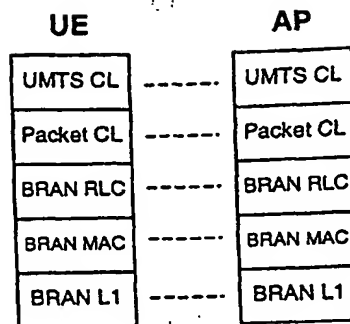 UE AP
UMTS CL UMTS CL
Packet CL Packet CL
BRAN RLC BRAN RLC
BRAN MAC BRAN MAC
BRAN L1 BRAN L1